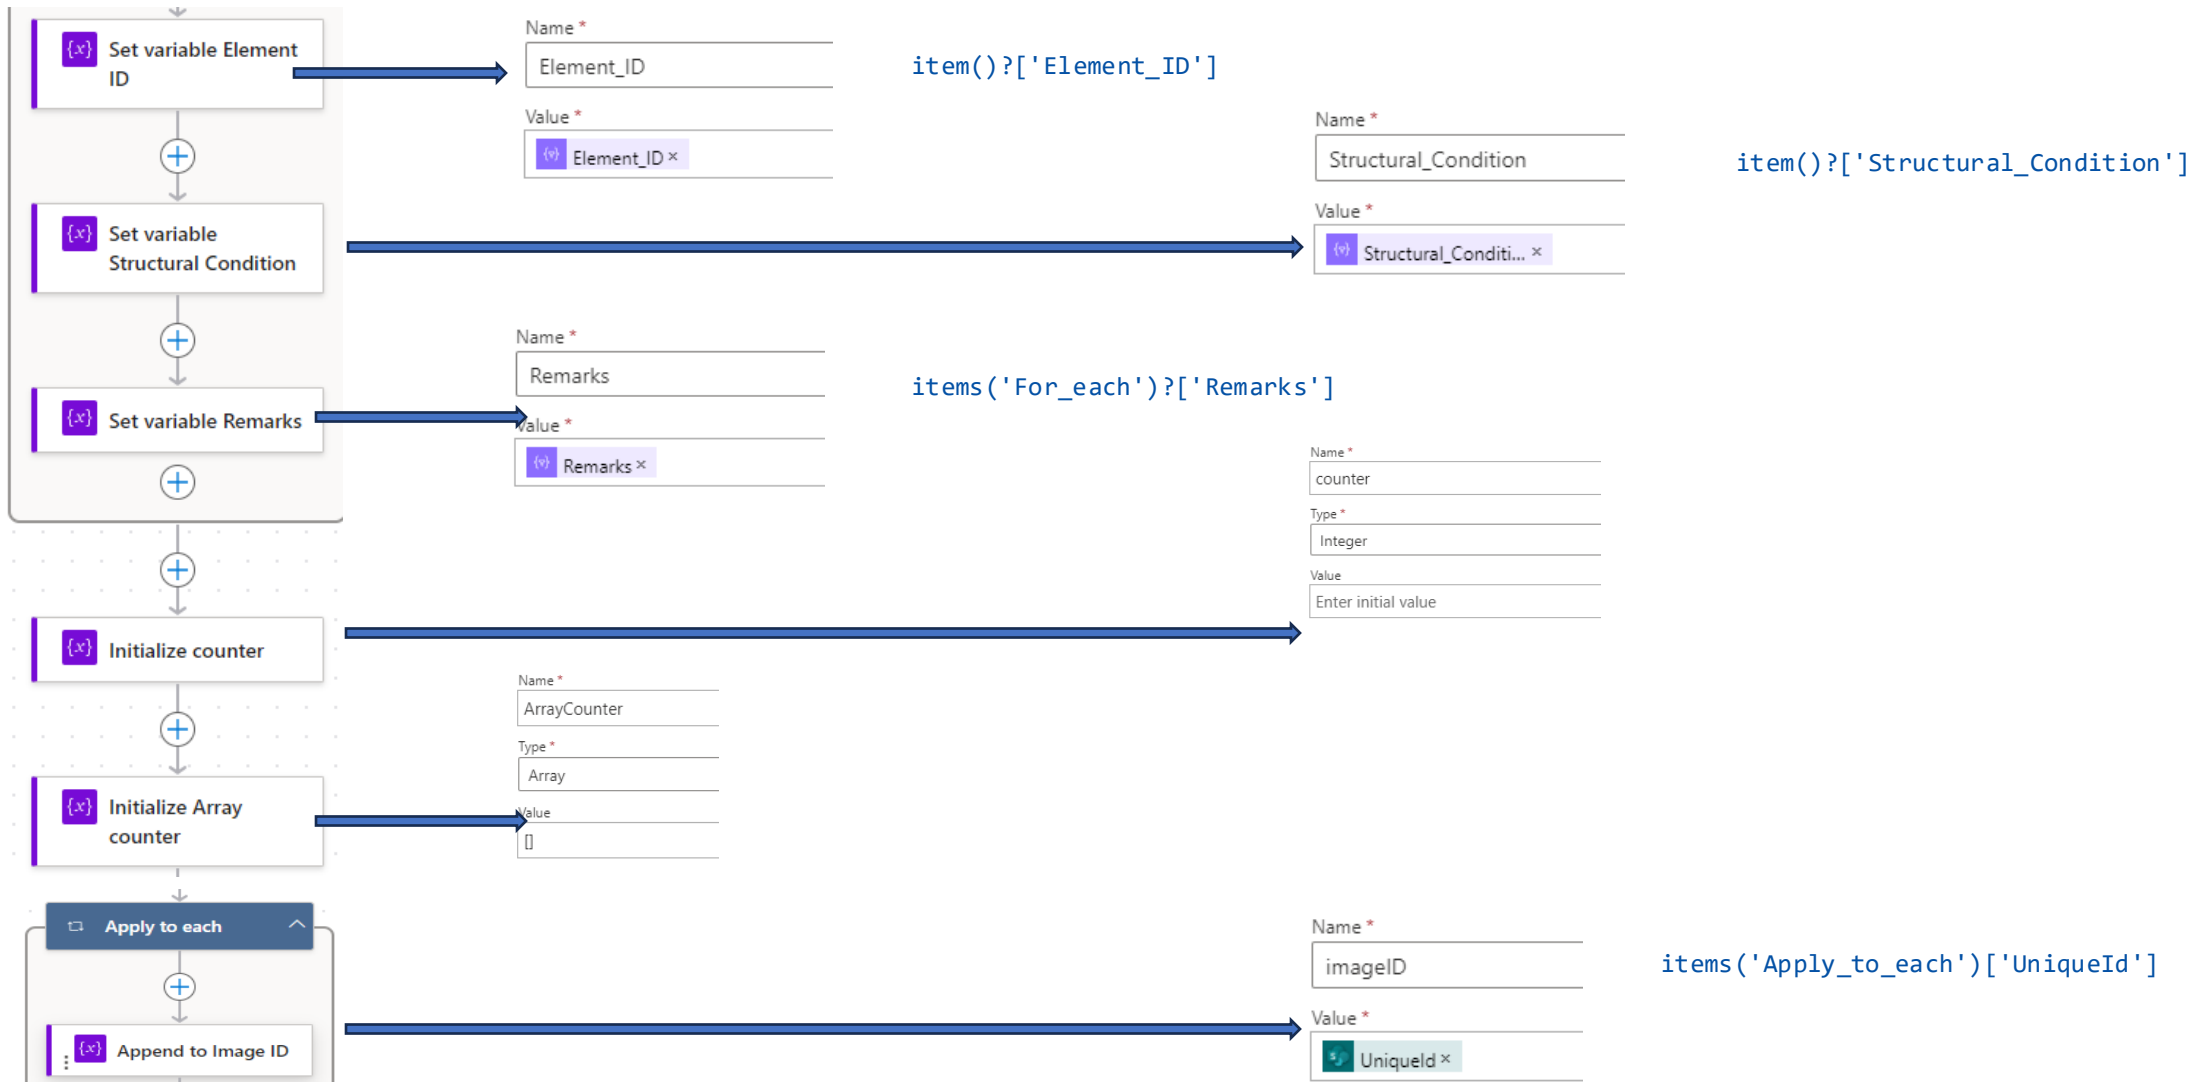 Set variable Element
ID
Name *
Element_ID
Value *
{v} Element_ID ×
item()?['Element_ID']
Set variable
Structural Condition
Name *
Structural_Condition
Value *
{v} Structural_Conditi... ×
item()?['Structural_Condition']
Set variable Remarks
Name *
Remarks
Value *
{v} Remarks ×
items('For_each')?['Remarks']
Initialize counter
Name *
counter
Type *
Integer
Value
Enter initial value
Initialize Array
counter
Name *
ArrayCounter
Type *
Array
Value
[]
Apply to each
Append to Image ID
Name *
imageID
Value *
UniqueId ×
items('Apply_to_each')['UniqueId']